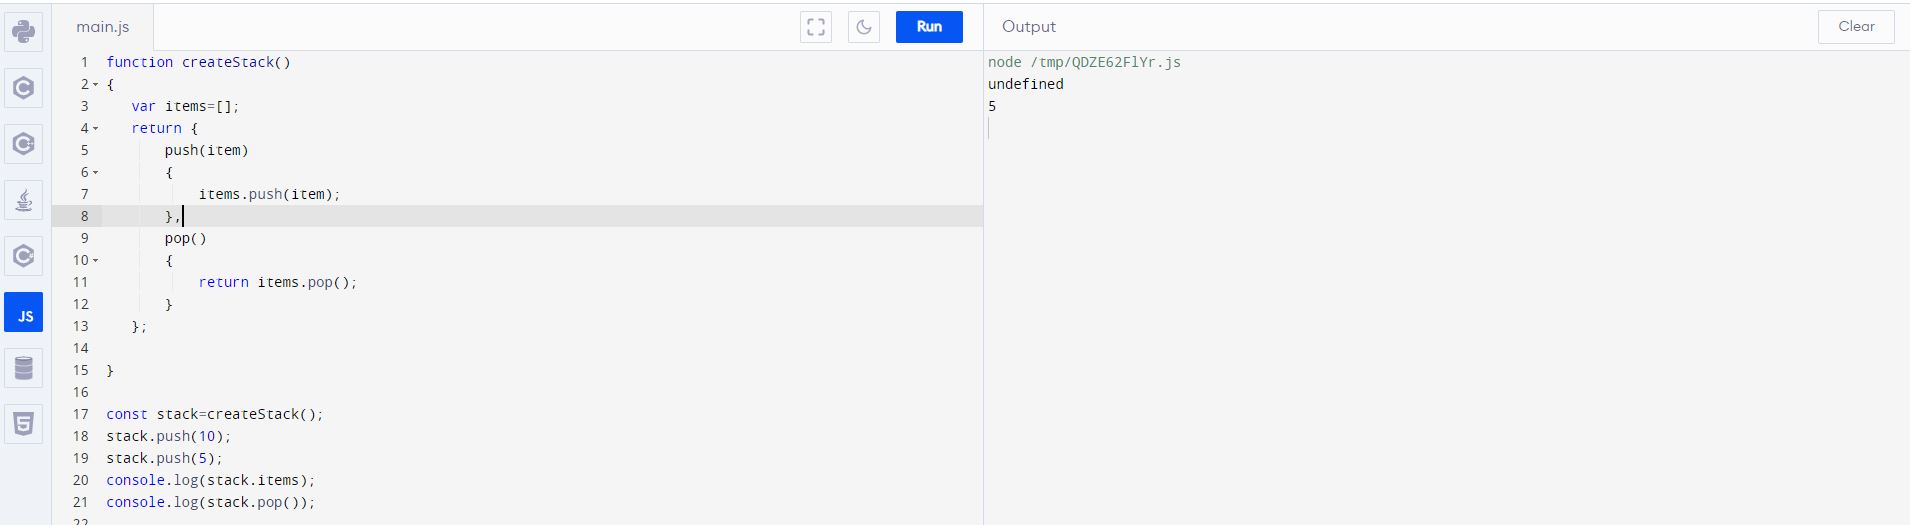 main.js
Run
Output
Clear
JS
1 function createStack()
2 {
3 var items=[];
4 return {
5 push(item)
6 {
7 items.push(item);
8 },
9 pop()
10 {
11 return items.pop();
12 }
13 };
14
15 }
16
17 const stack=createStack();
18 stack.push(10);
19 stack.push(5);
20 console.log(stack.items);
21 console.log(stack.pop());
22
node /tmp/QDZE62FlYr.js
undefined
5